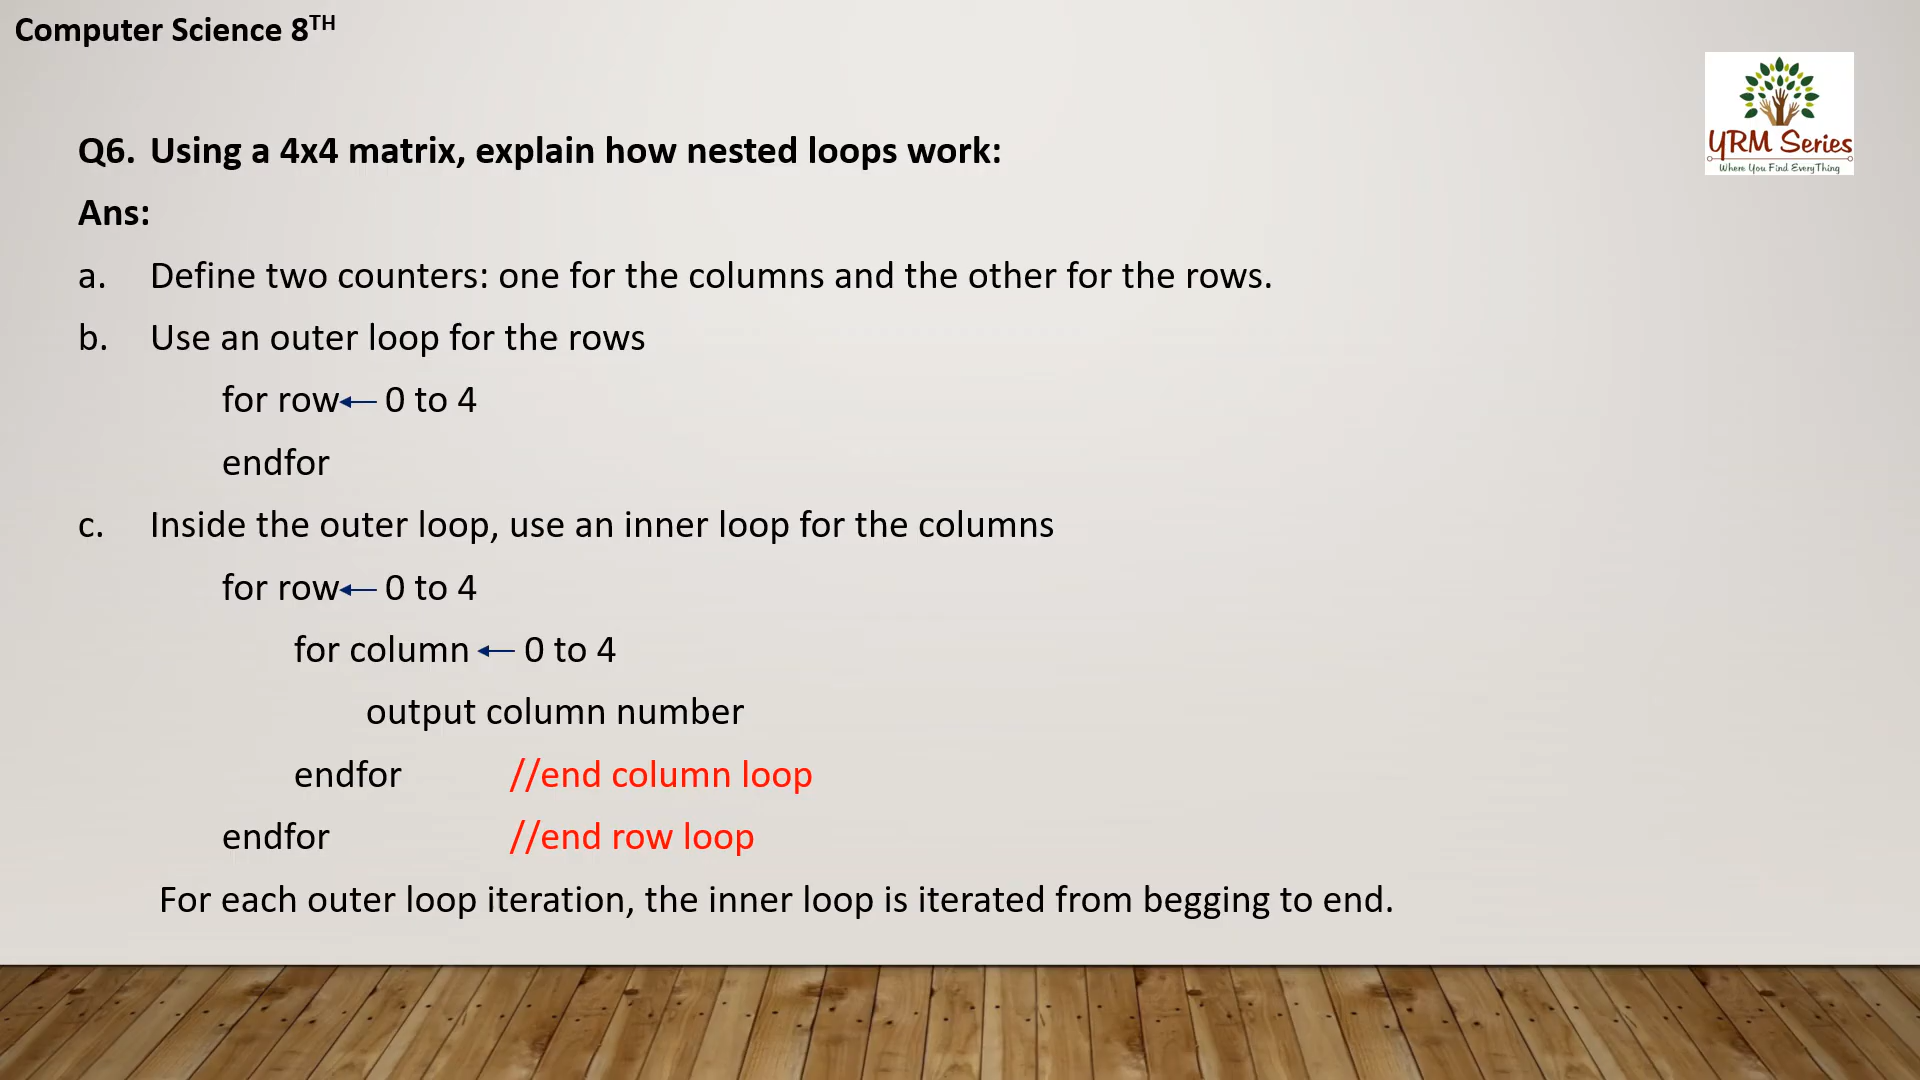 Computer Science 8TH
YRM Series
Where You Find EveryThing
Q6. Using a 4x4 matrix, explain how nested loops work:
Ans:
a. Define two counters: one for the columns and the other for the rows.
b. Use an outer loop for the rows
for row← 0 to 4
endfor
c. Inside the outer loop, use an inner loop for the columns
for row← 0 to 4
for column ← 0 to 4
output column number
endfor //end column loop
endfor //end row loop
For each outer loop iteration, the inner loop is iterated from begging to end.